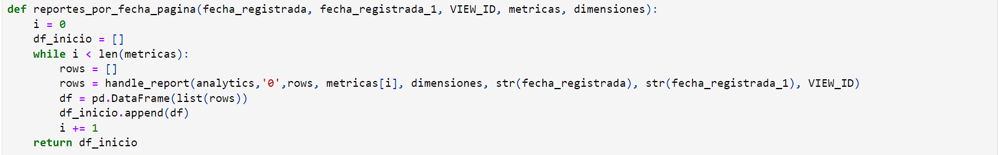 def reportes_por_fecha_pagina(fecha_registrada, fecha_registrada_1, VIEW_ID, metricas, dimensiones):
    i = 0
    df_inicio = []
    while i < len(metricas):
        rows = []
        rows = handle_report(analytics,'0',rows, metricas[i], dimensiones, str(fecha_registrada), str(fecha_registrada_1), VIEW_ID)
        df = pd.DataFrame(list(rows))
        df_inicio.append(df)
        i += 1
    return df_inicio